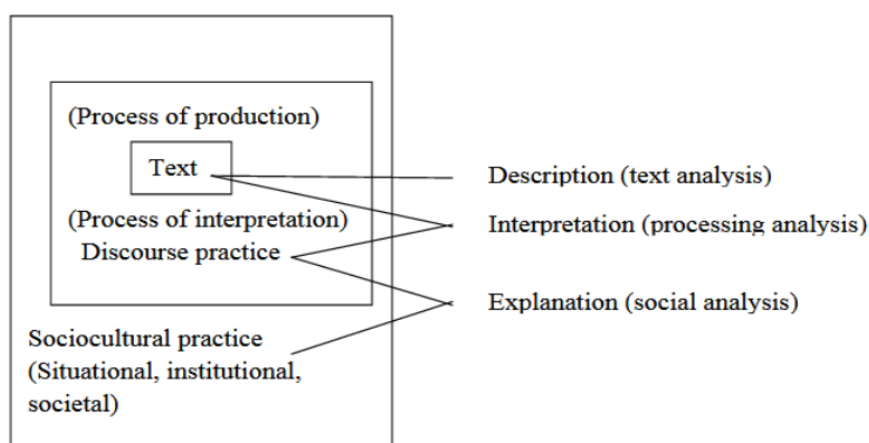 (Process of production)
Text
(Process of interpretation)
Discourse practice
Sociocultural practice
(Situational, institutional,
societal)
Description (text analysis)
Interpretation (processing analysis)
Explanation (social analysis)